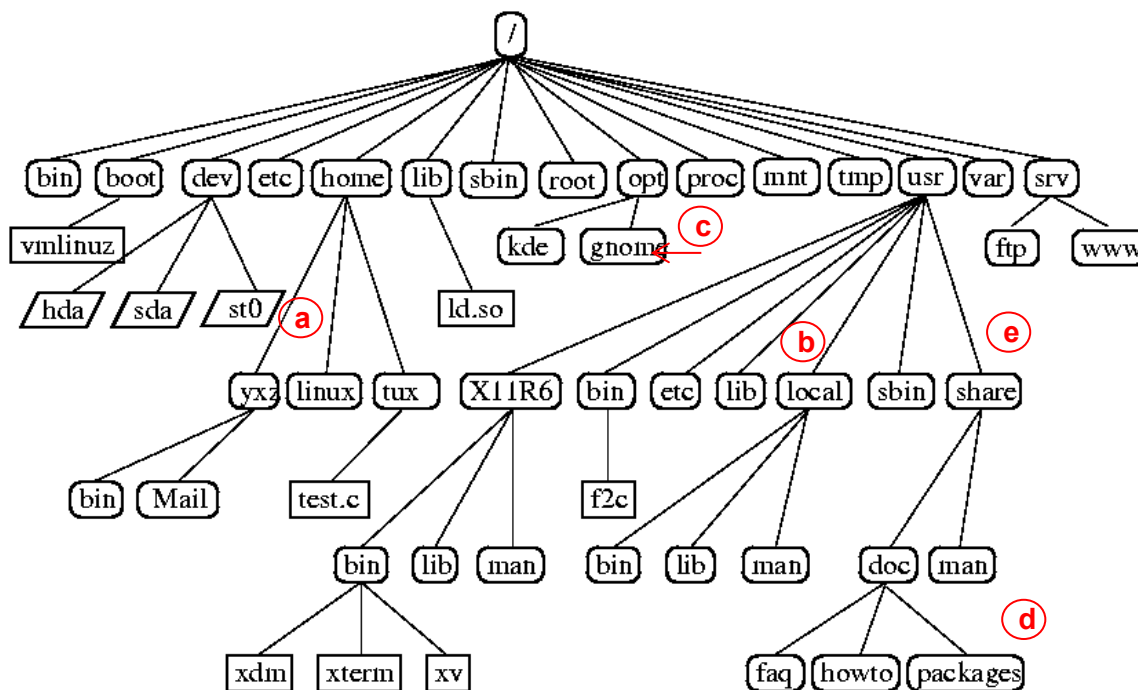 /
bin boot dev etc home lib sbin root opt proc mnt tmp usr var srv
vmlinuz kde gnome c ftp www
hda sda st0 a ld.so b e
yxz linux tux X11R6 bin etc lib local sbin share
bin Mail test.c f2c
bin lib man bin lib man doc man
d
xdm xterm xv faq howto packages